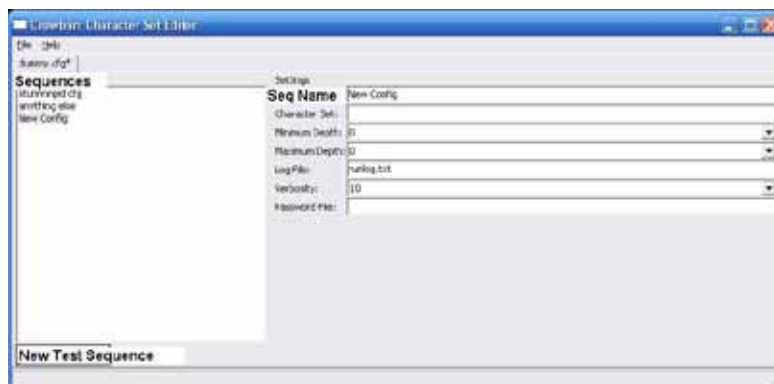 Crowbarr Character Set Editor
File Help
dummy.cfg*
Sequences
anything else
New Config
Settings
Seq Name New Config
Character Set:
Minimum Depth: 0
Maximum Depth: 0
Log File: runlog.txt
Verbosity: 10
Password File:
New Test Sequence